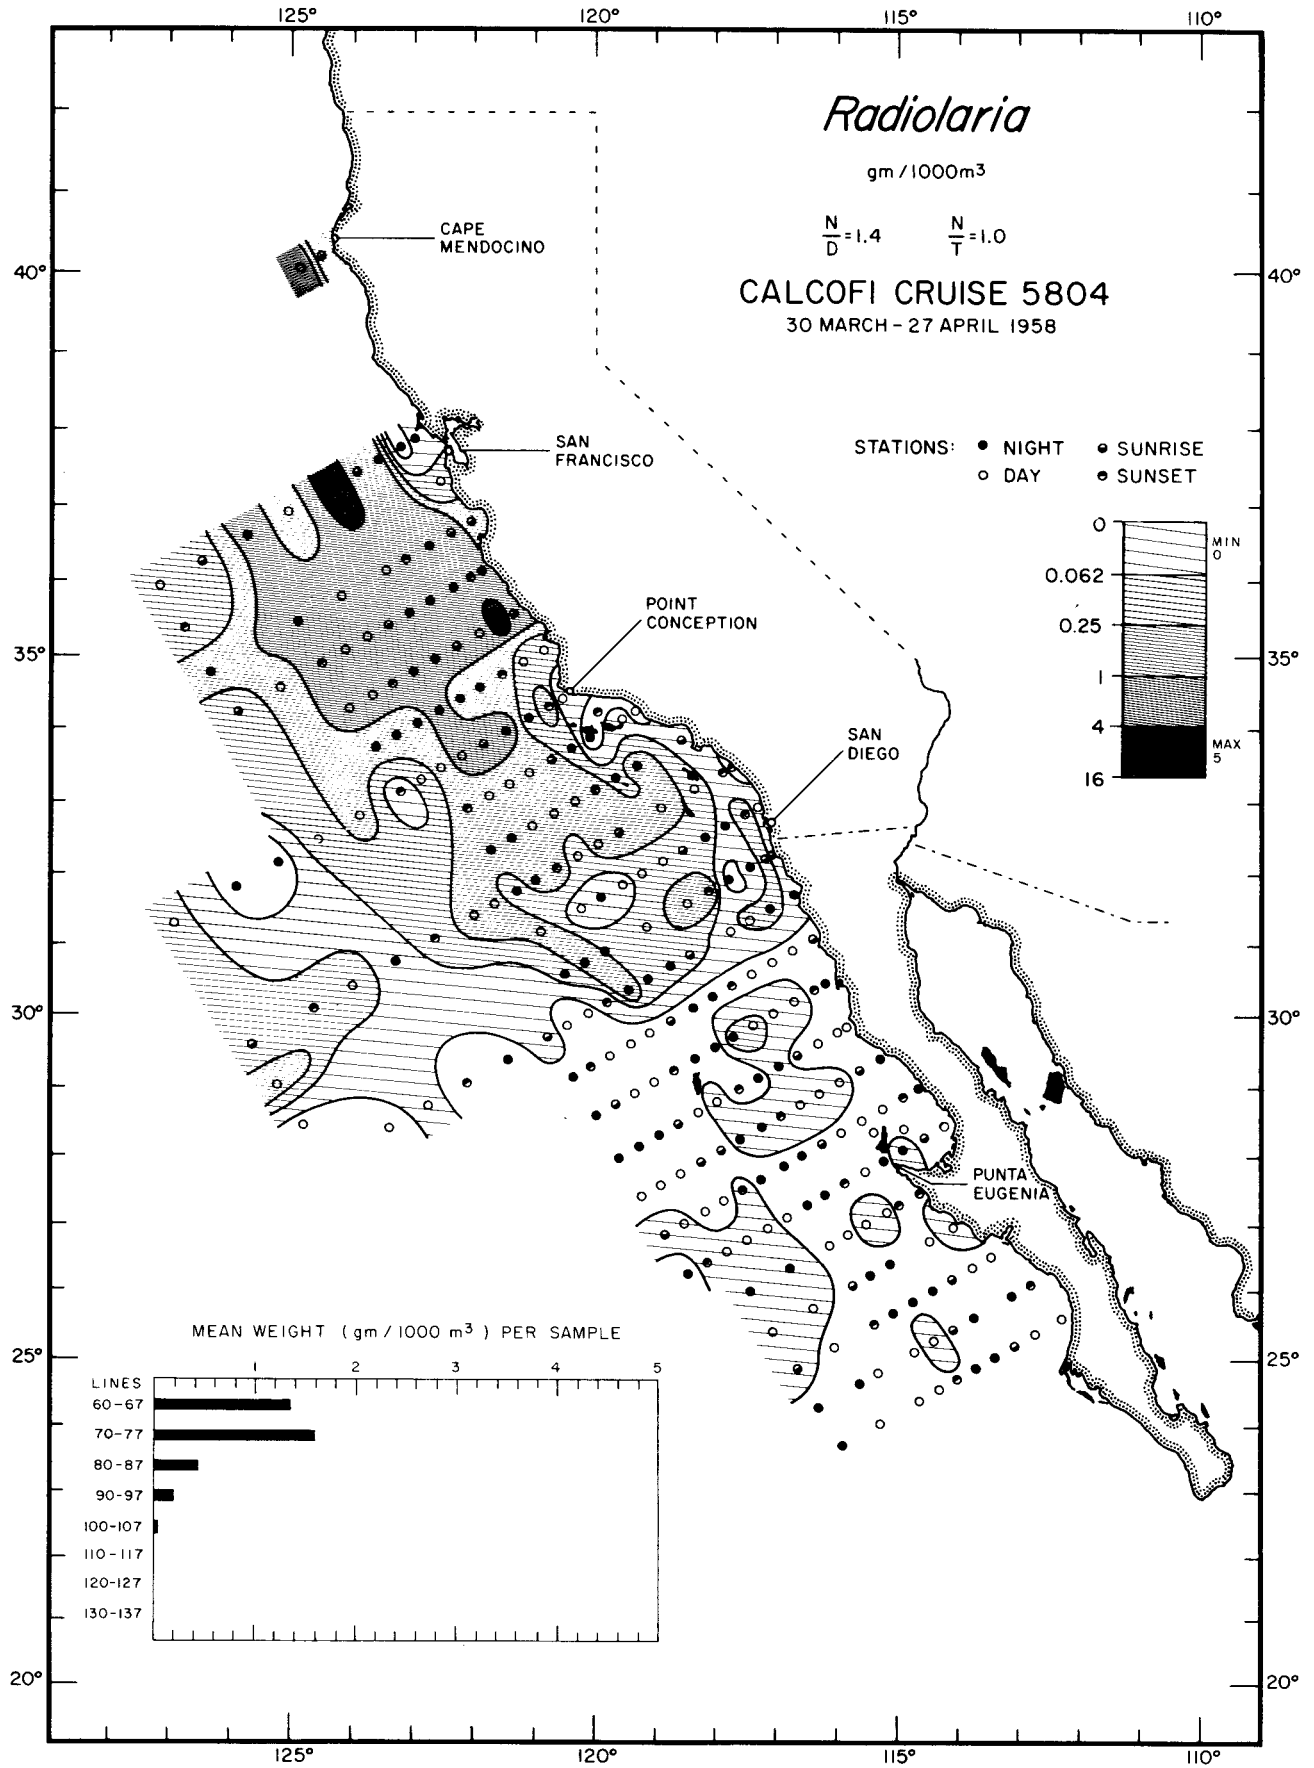 125° 120° 115° 110°
Radiolaria
gm/1000m³
N/D = 1.4 N/T = 1.0
CALCOFI CRUISE 5804
30 MARCH - 27 APRIL 1958
CAPE
MENDOCINO
40° 40°
SAN
FRANCISCO
STATIONS: ● NIGHT SUNRISE
○ DAY SUNSET
0
MIN
0
0.062
0.25
1
4
MAX
5
16
POINT
CONCEPTION
35° 35°
SAN
DIEGO
30° 30°
PUNTA
EUGENIA
MEAN WEIGHT (gm/1000 m³) PER SAMPLE
25° 25°
1 2 3 4 5
LINES
60-67
70-77
80-87
90-97
100-107
110-117
120-127
130-137
20° 20°
125° 120° 115° 110°